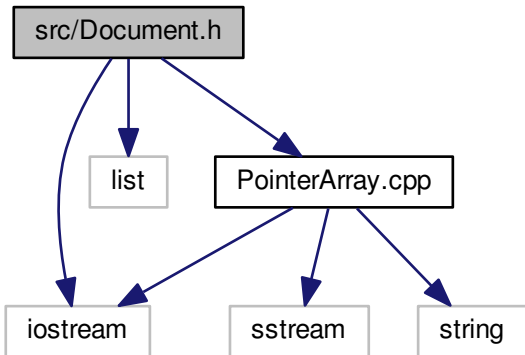 src/Document.h
list
PointerArray.cpp
iostream
sstream
string